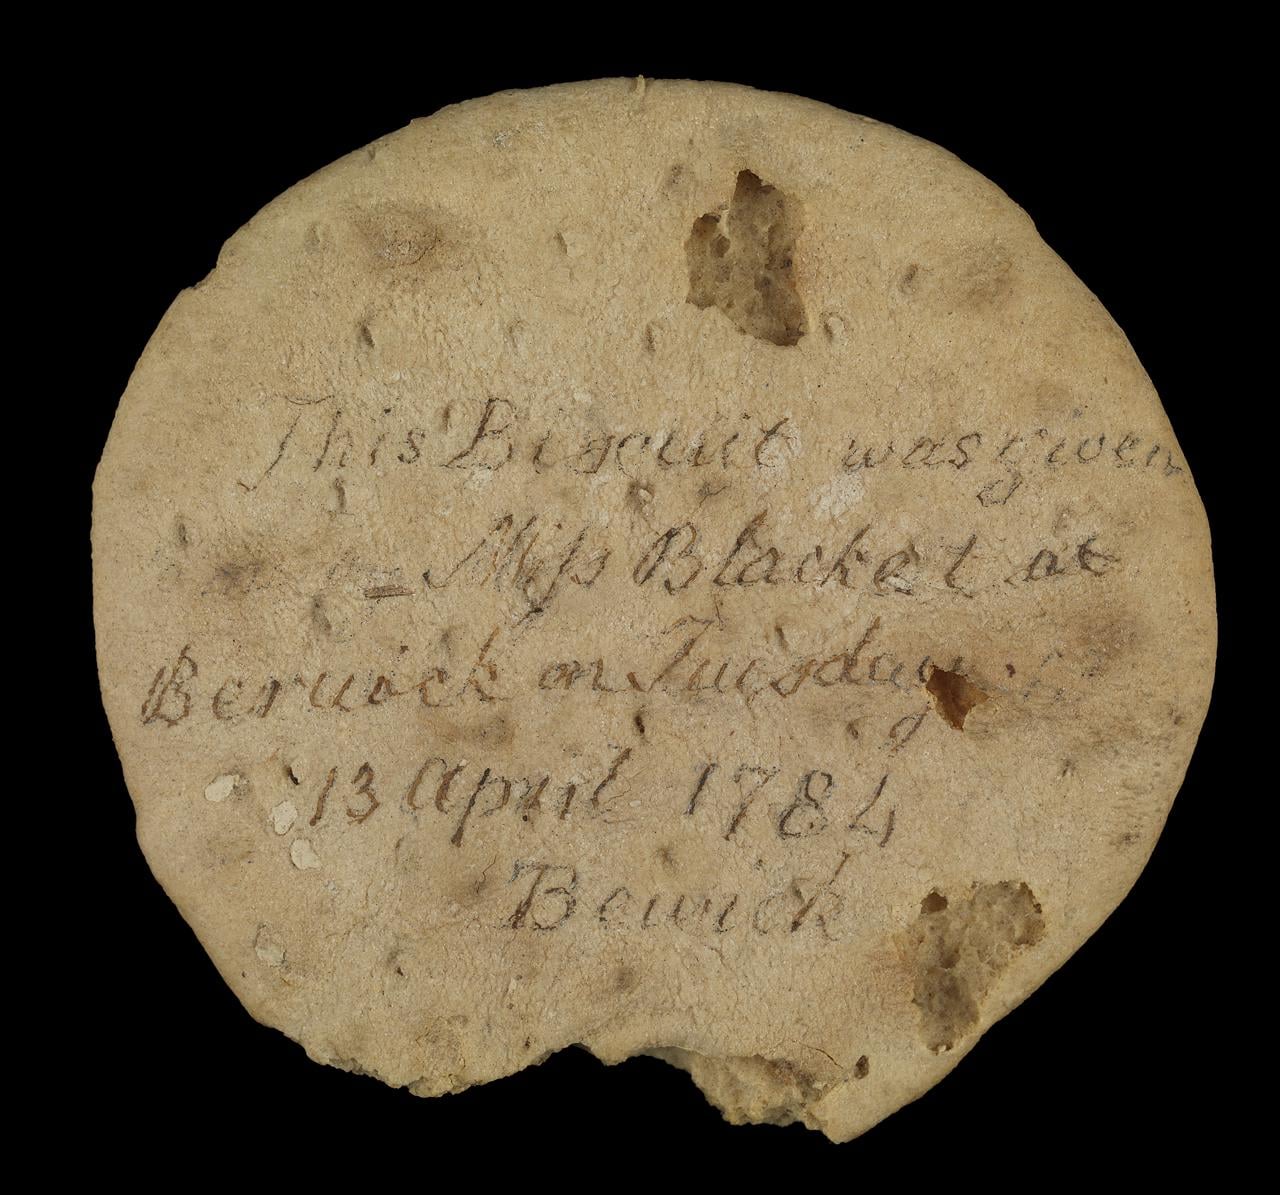 This Biscuit was given
- Miss Blacket at
Berwick on Tuesday
13 April 1784
Bewick